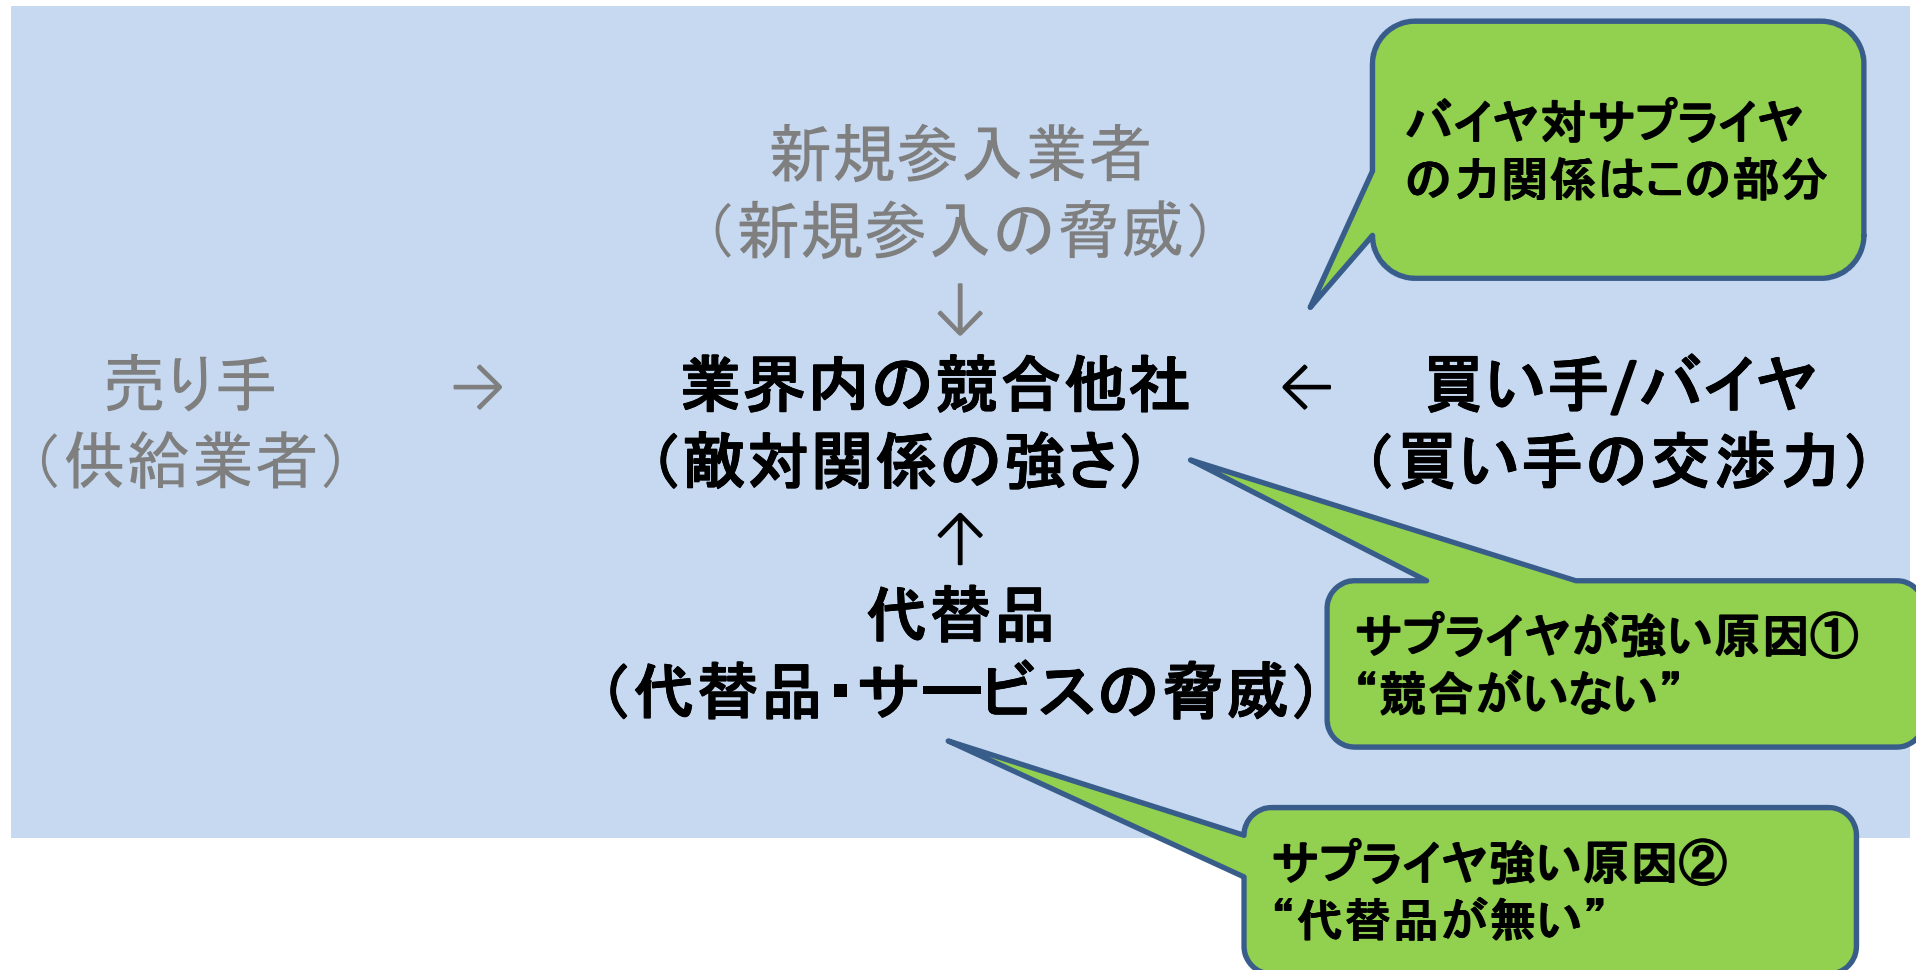 新規参入業者
（新規参入の脅威）
↓
バイヤ対サプライヤ
の力関係はこの部分
売り手
（供給業者）
→
業界内の競合他社
（敵対関係の強さ）
←
買い手/バイヤ
（買い手の交渉力）
↑
代替品
（代替品・サービスの脅威）
サプライヤが強い原因①
“競合がいない”
サプライヤ強い原因②
“代替品が無い”